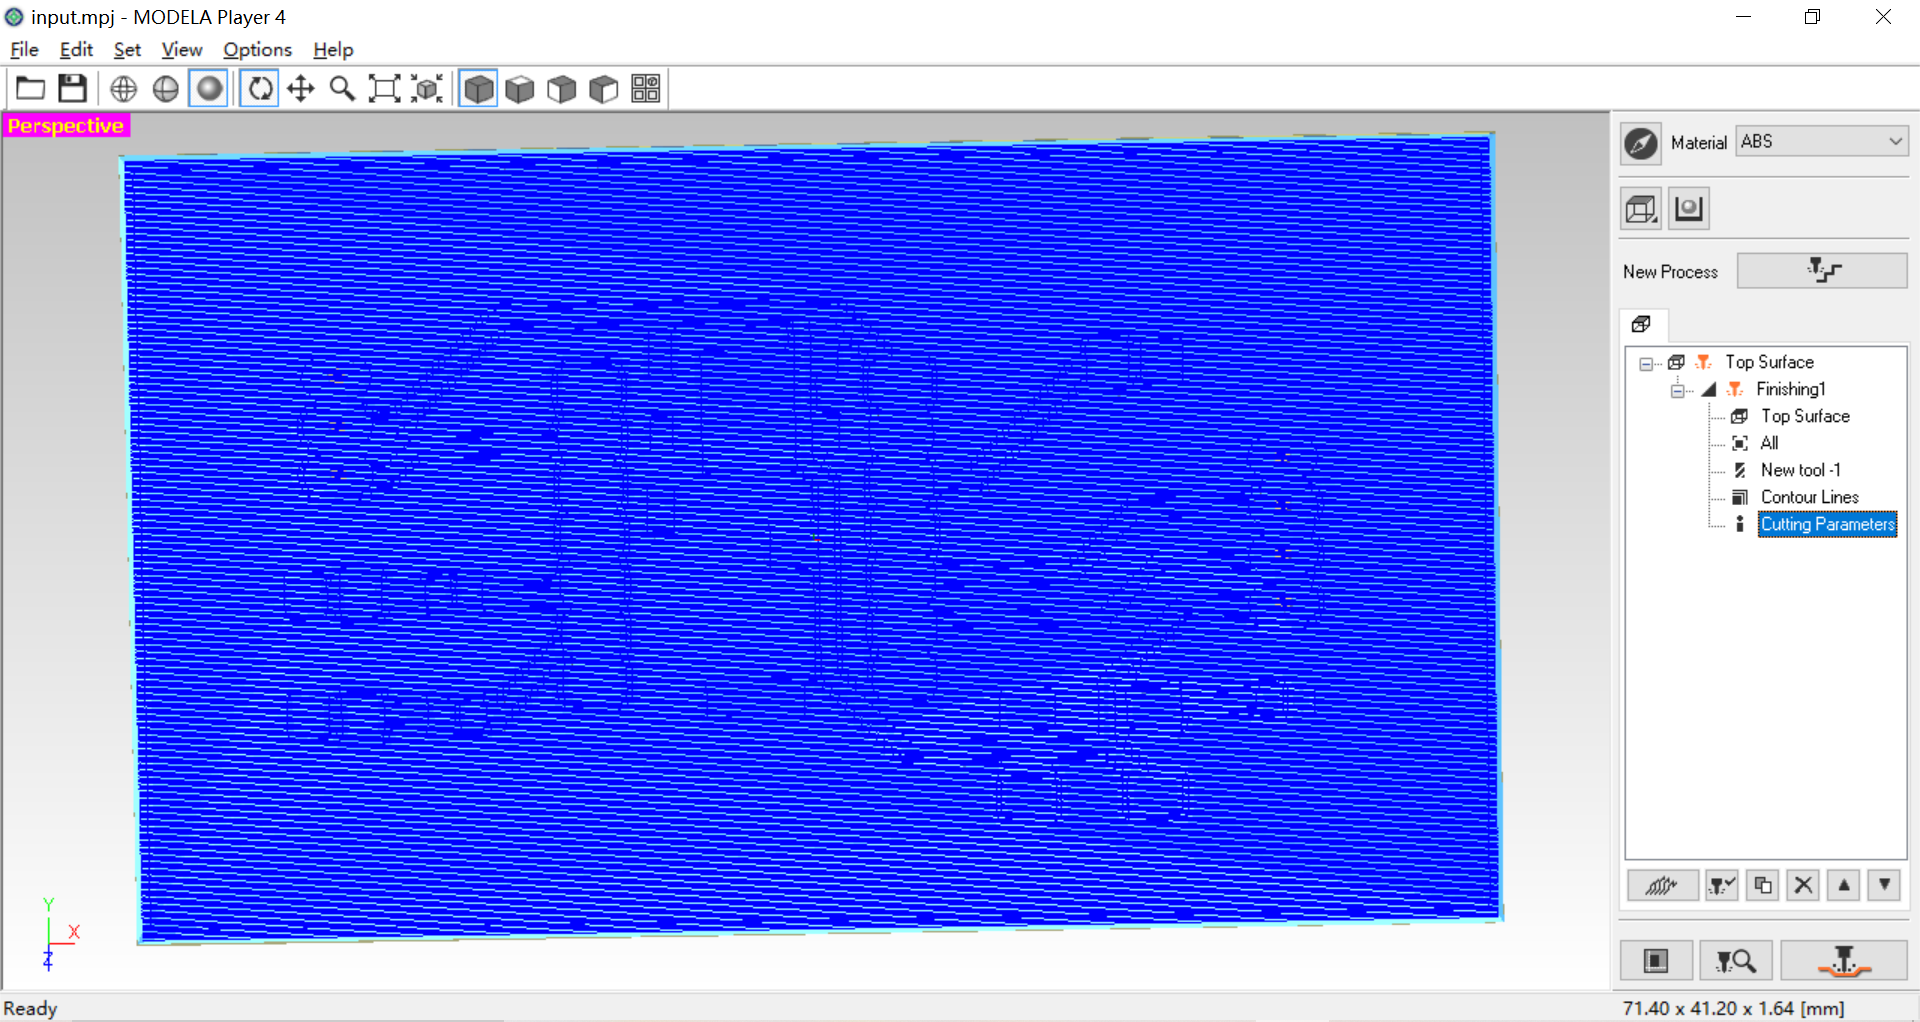 input.mpj - MODELA Player 4
File Edit Set View Options Help
Perspective
Material ABS
New Process
Top Surface
Finishing1
Top Surface
All
New tool -1
Contour Lines
Cutting Parameters
Y
X
Z
Ready
71.40 x 41.20 x 1.64 [mm]